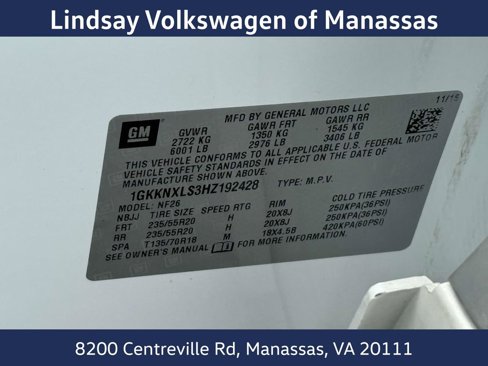 Lindsay Volkswagen of Manassas
11/15
GM
MFD BY GENERAL MOTORS LLC
GVWR GAWR FRT GAWR RR
2722 KG 1350 KG 1545 KG
6001 LB 2976 LB 3406 LB
THIS VEHICLE CONFORMS TO ALL APPLICABLE U.S. FEDERAL MOTOR
VEHICLE SAFETY STANDARDS IN EFFECT ON THE DATE OF
MANUFACTURE SHOWN ABOVE.
1GKKNXLS3HZ192428 TYPE: M.P.V.
MODEL: NF26
NBJJ TIRE SIZE SPEED RTG RIM COLD TIRE PRESSURE
FRT 235/55R20 H 20X8J 250KPA(36PSI)
RR 235/55R20 H 20X8J 250KPA(36PSI)
SPA T135/70R18 M 18X4.5B 420KPA(60PSI)
SEE OWNER'S MANUAL FOR MORE INFORMATION.
8200 Centreville Rd, Manassas, VA 20111